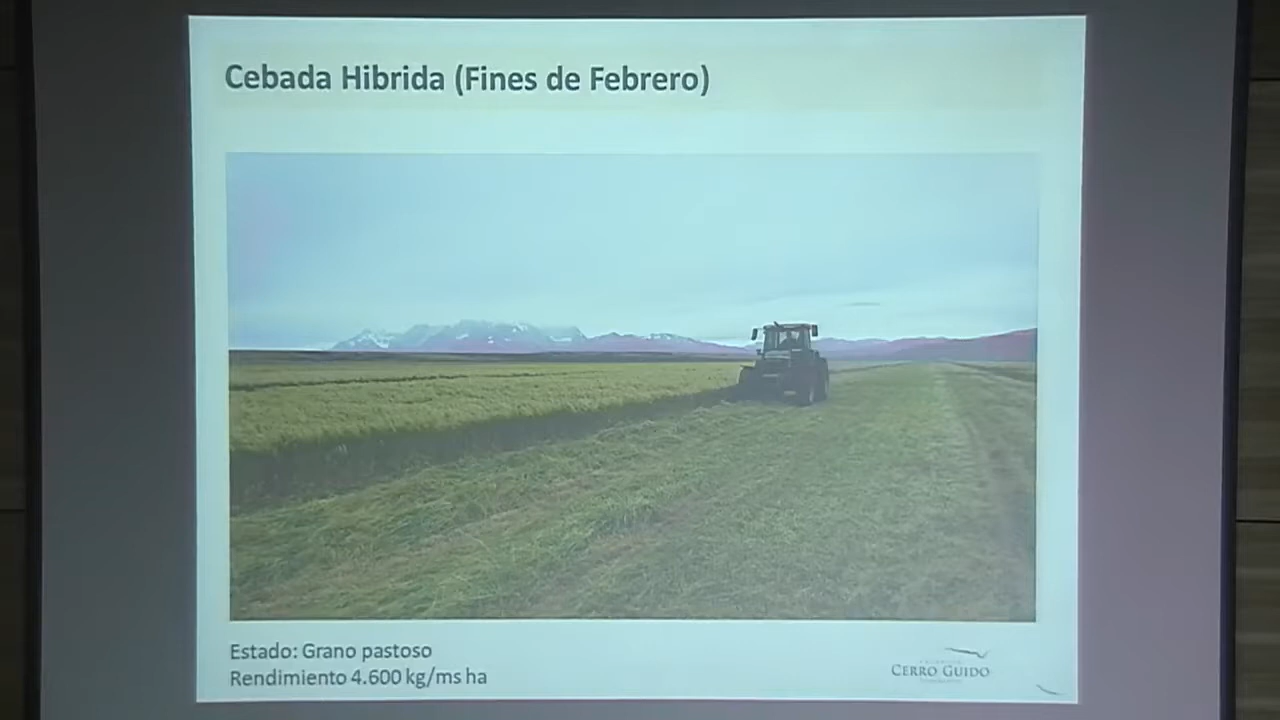 Cebada Hibrida (Fines de Febrero)
Estado: Grano pastoso
Rendimiento 4.600 kg/ms ha
CERRO GUIDO